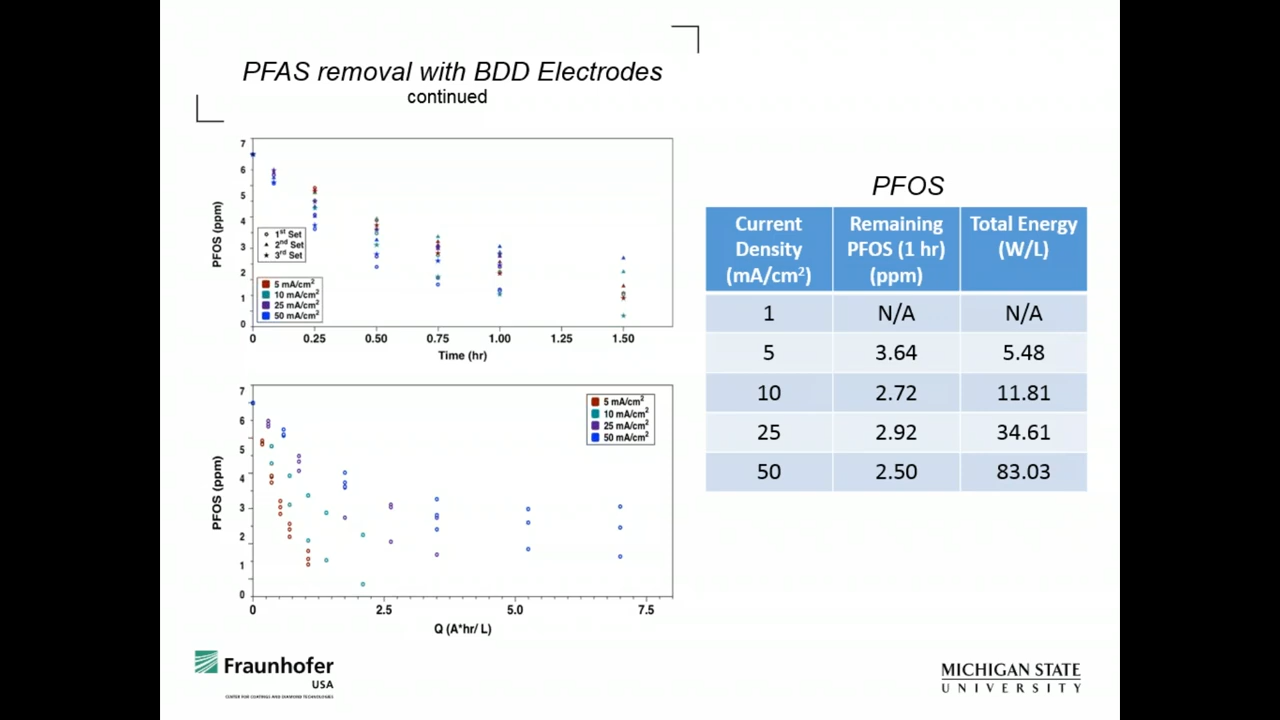 PFAS removal with BDD Electrodes
continued
7
6
5
4
3
2
1
0
PFOS (ppm)
1st Set
2nd Set
3rd Set
5 mA/cm2
10 mA/cm2
25 mA/cm2
50 mA/cm2
0 0.25 0.50 0.75 1.00 1.25 1.50
Time (hr)
7
6
5
4
3
2
1
0
PFOS (ppm)
5 mA/cm2
10 mA/cm2
25 mA/cm2
50 mA/cm2
0 2.5 5.0 7.5
Q (A*hr/ L)
PFOS
Current Density (mA/cm2) Remaining PFOS (1 hr) (ppm) Total Energy (W/L)
1 N/A N/A
5 3.64 5.48
10 2.72 11.81
25 2.92 34.61
50 2.50 83.03
Fraunhofer
USA
CENTER FOR COATINGS AND DIAMOND TECHNOLOGIES
MICHIGAN STATE
UNIVERSITY